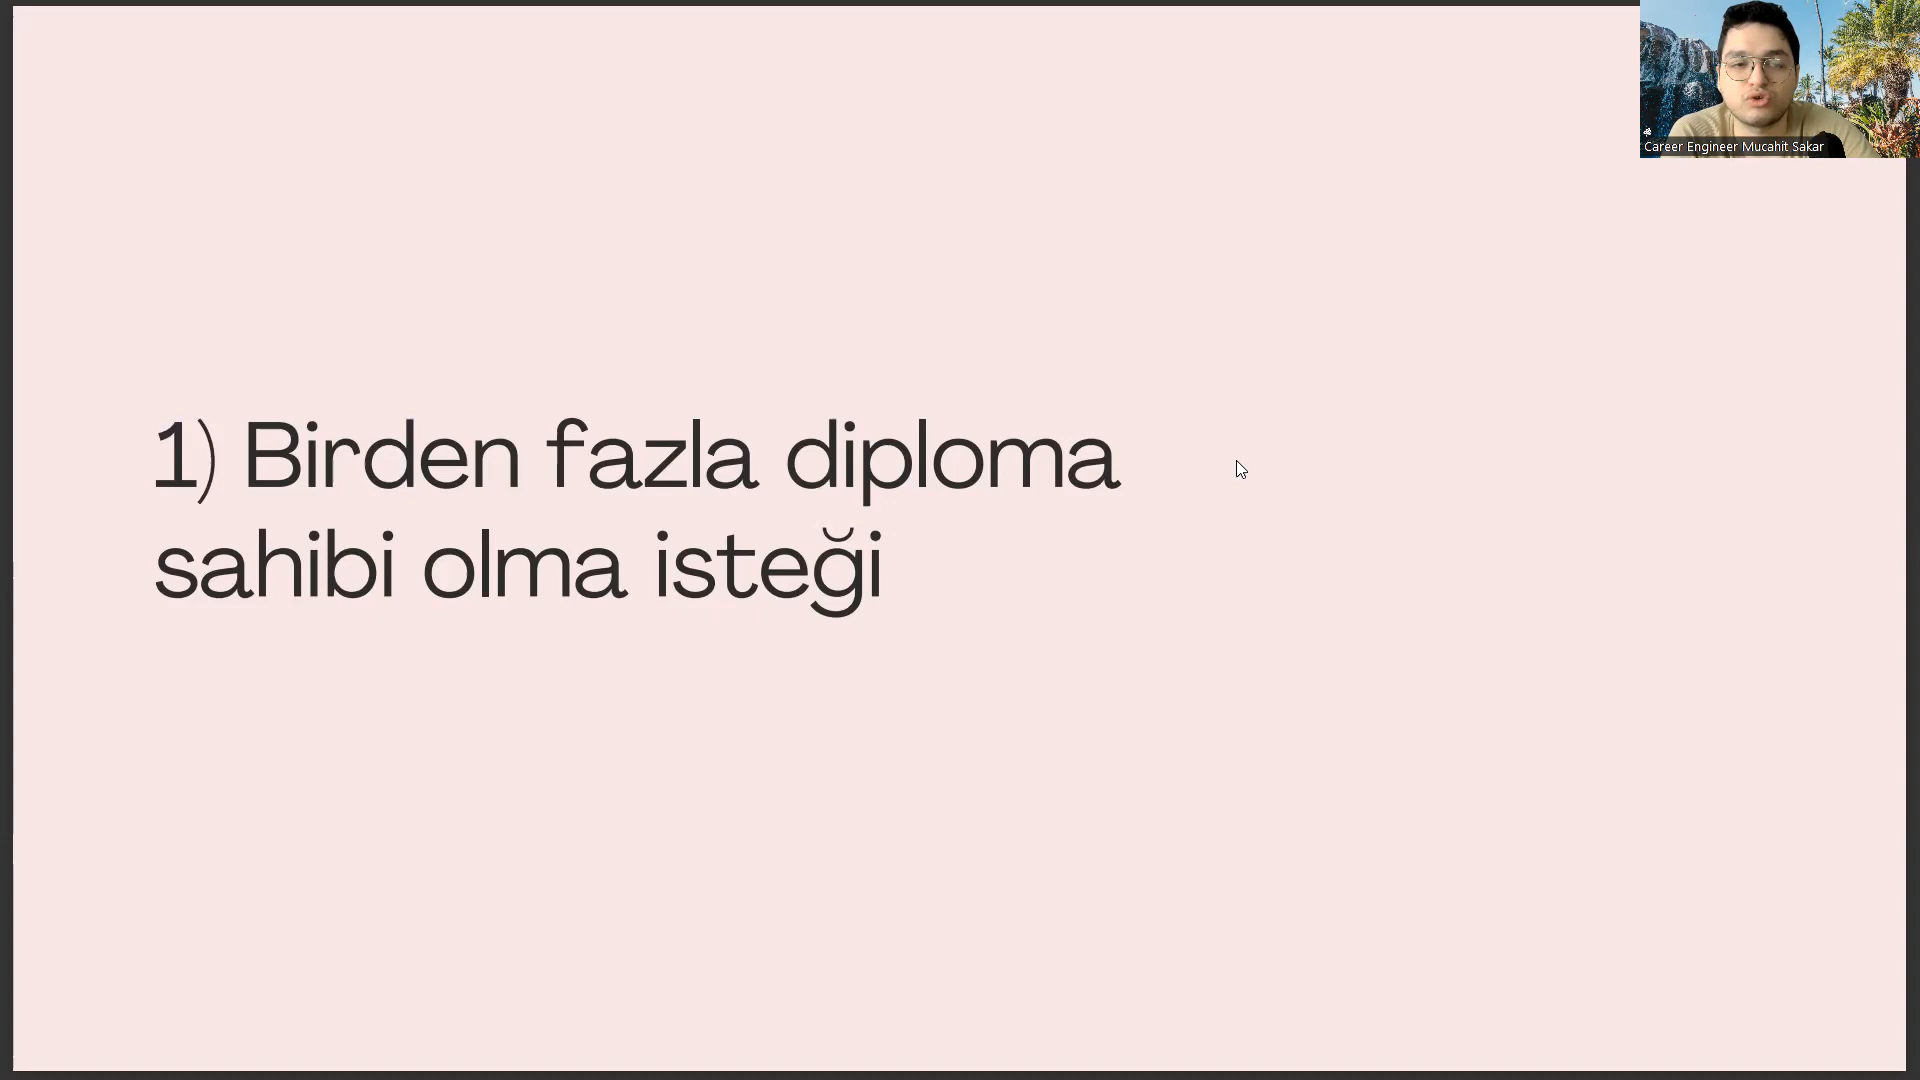 Career Engineer Mucahit Sakar
1) Birden fazla diploma
sahibi olma isteği